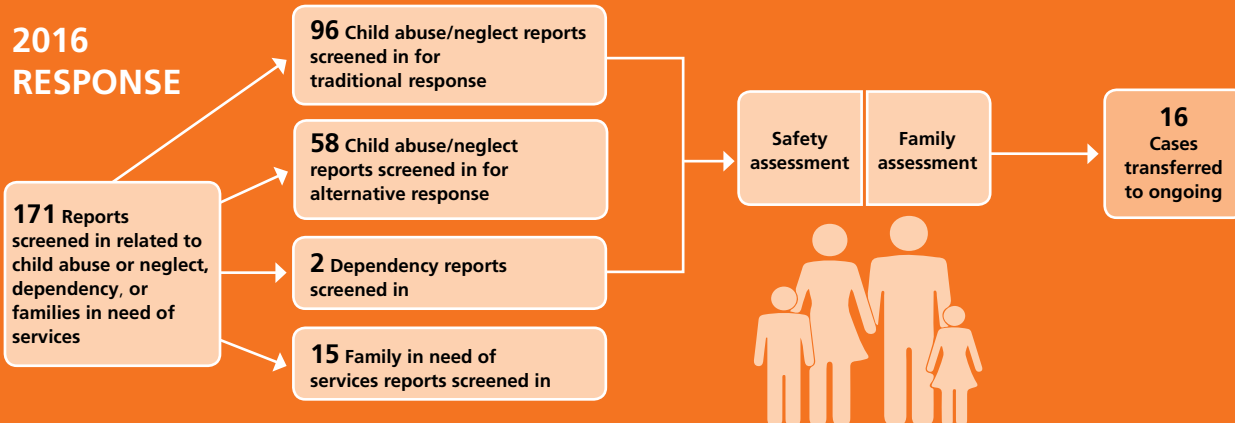 2016
RESPONSE
171 Reports
screened in related to
child abuse or neglect,
dependency, or
families in need of
services
96 Child abuse/neglect reports
screened in for
traditional response
58 Child abuse/neglect
reports screened in for
alternative response
2 Dependency reports
screened in
15 Family in need of
services reports screened in
Safety
assessment
Family
assessment
16
Cases
transferred
to ongoing